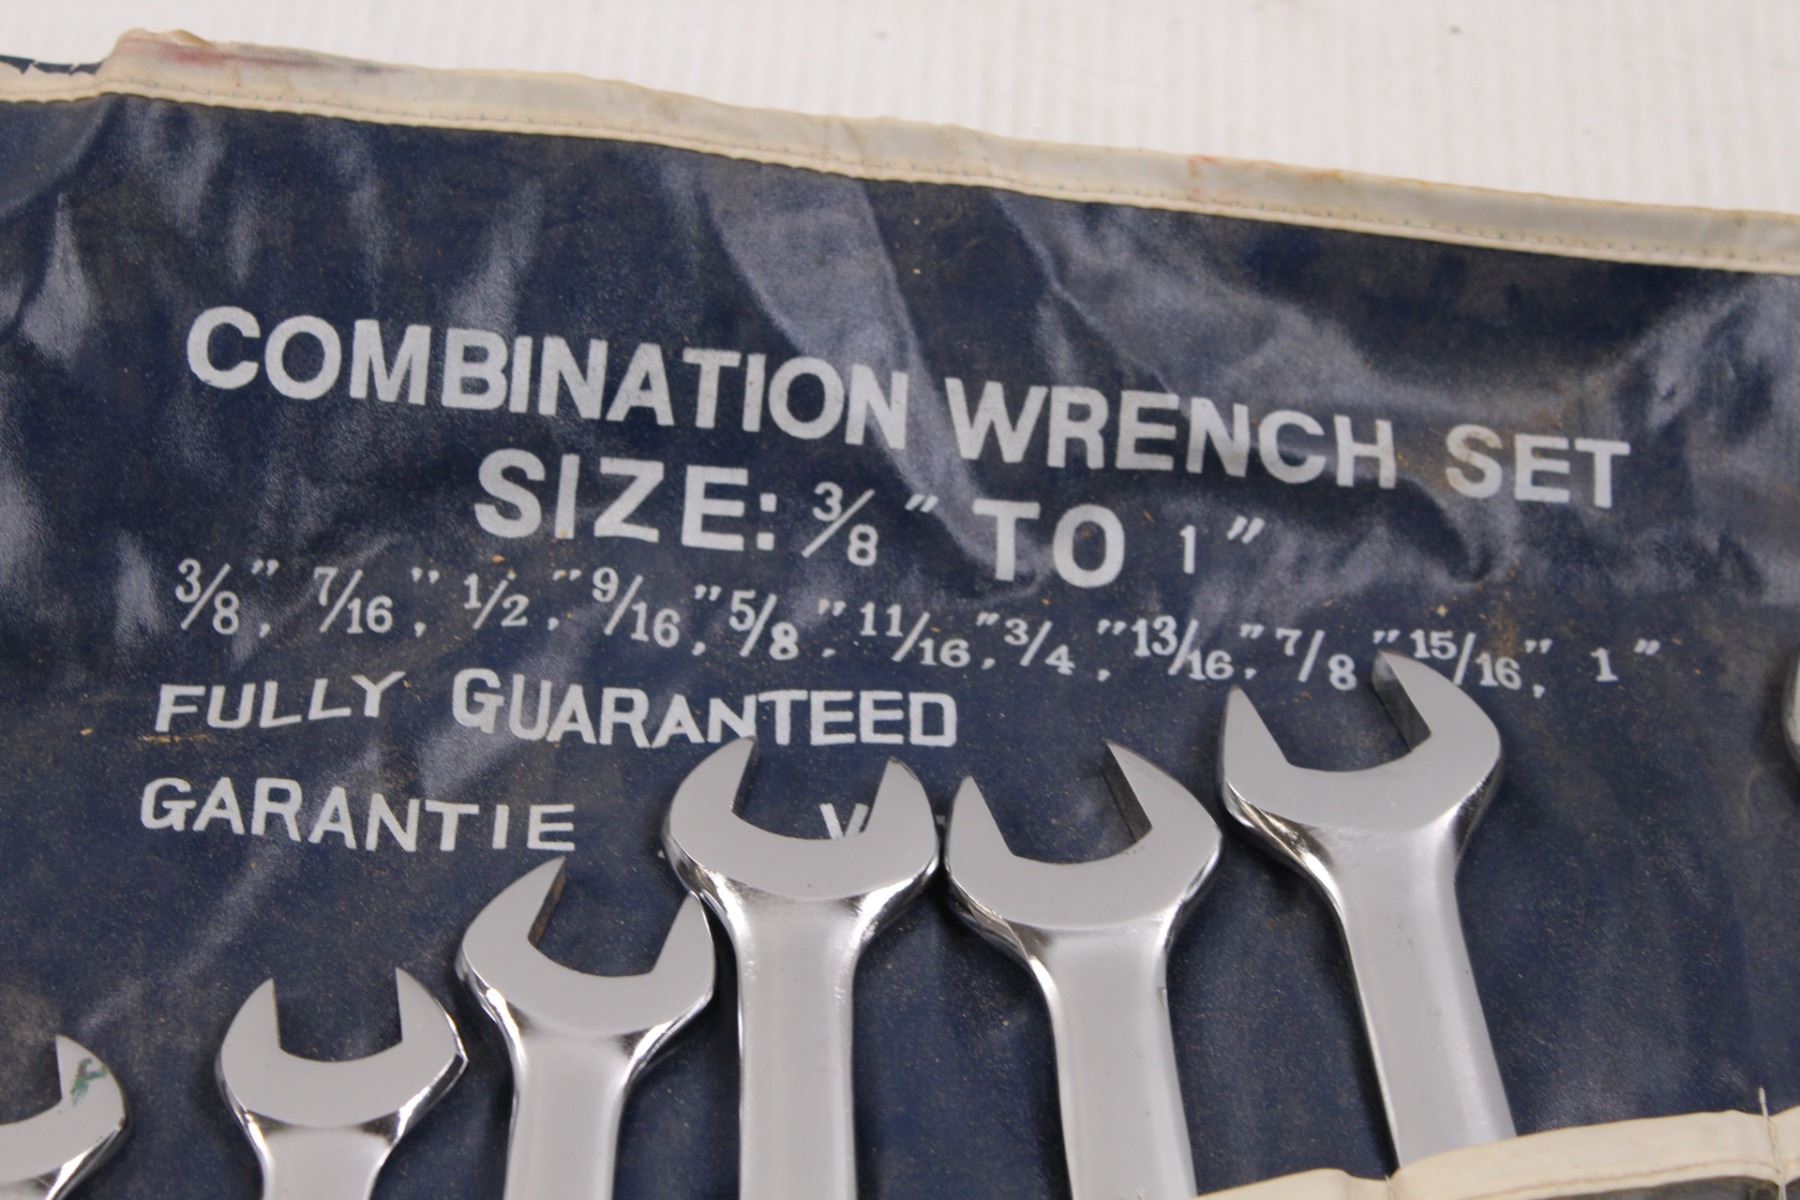 COMBINATION WRENCH SET
SIZE: 3/8" TO 1"
3/8", 7/16", 1/2", 9/16", 5/8", 11/16", 3/4", 13/16", 7/8" 15/16", 1"
FULLY GUARANTEED
GARANTIE